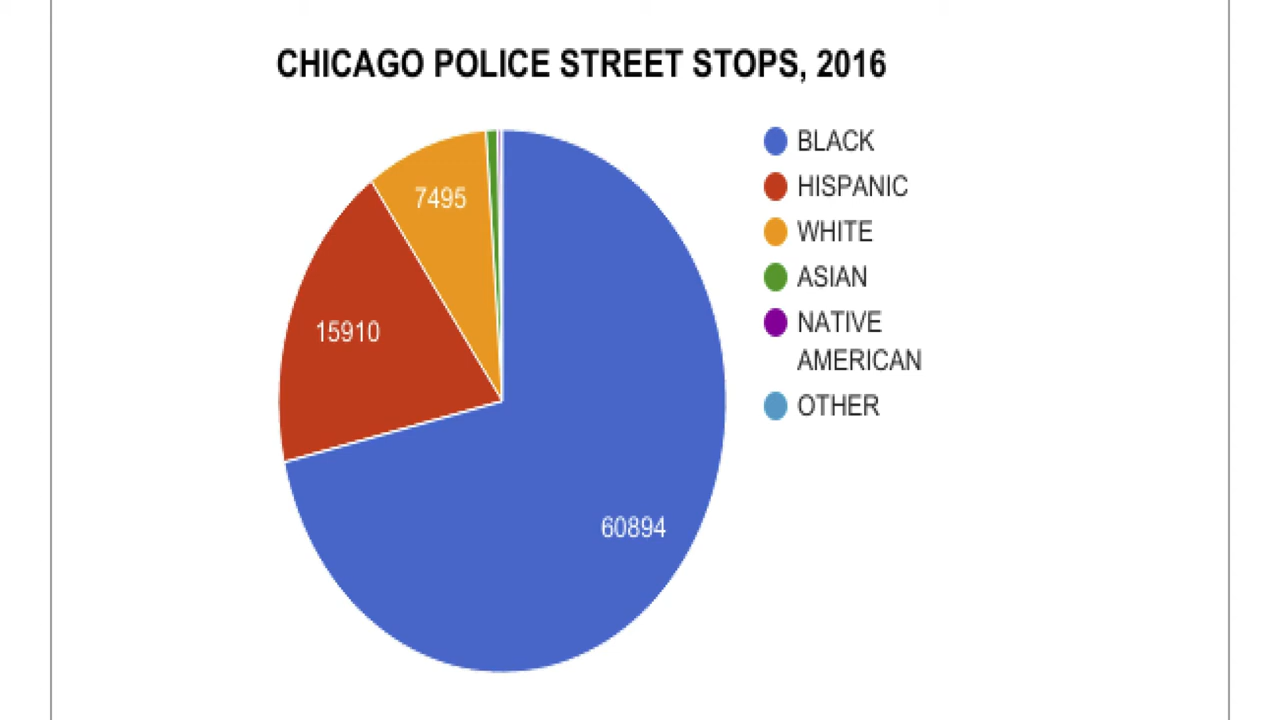 CHICAGO POLICE STREET STOPS, 2016
BLACK
HISPANIC
WHITE
ASIAN
NATIVE
AMERICAN
OTHER
7495
15910
60894